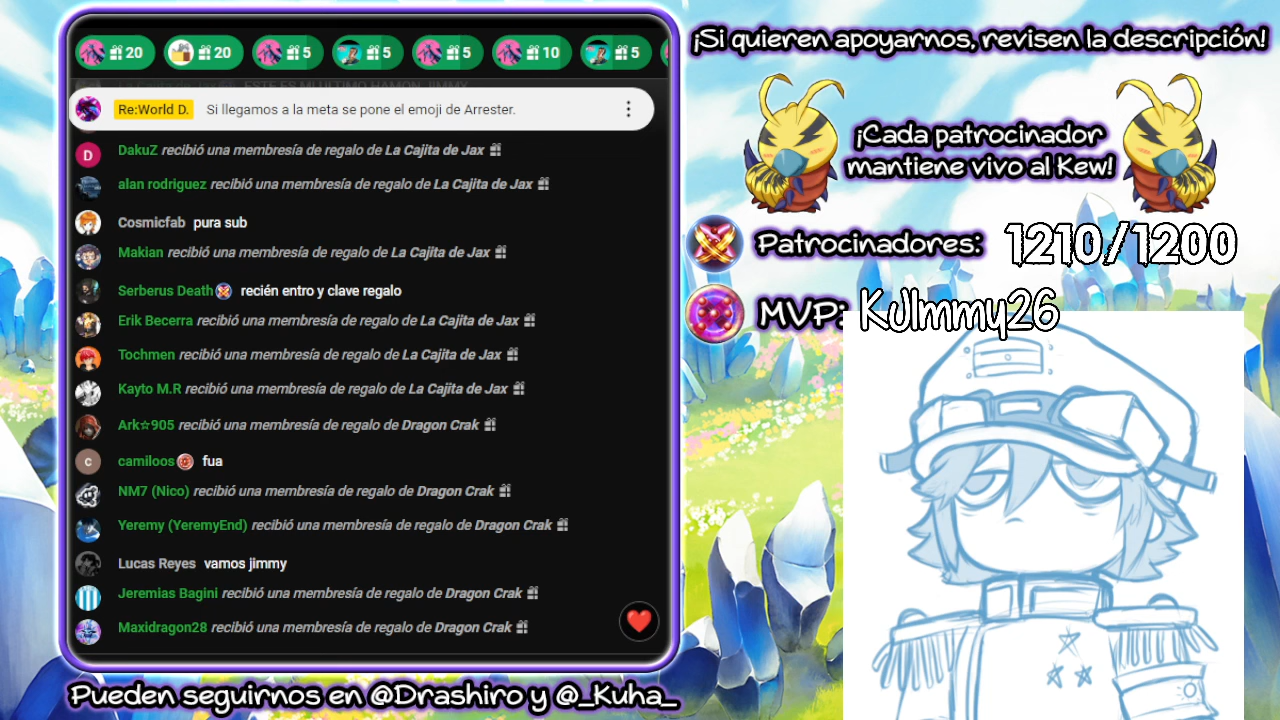 20
20
5
5
5
10
5
Re:World D. Si llegamos a la meta se pone el emoji de Arrester.
D DakuZ recibió una membresía de regalo de La Cajita de Jax
alan rodriguez recibió una membresía de regalo de La Cajita de Jax
Cosmicfab pura sub
Makian recibió una membresía de regalo de La Cajita de Jax
Serberus Death recién entro y clave regalo
Erik Becerra recibió una membresía de regalo de La Cajita de Jax
Tochmen recibió una membresía de regalo de La Cajita de Jax
Kayto M.R recibió una membresía de regalo de La Cajita de Jax
Ark☆905 recibió una membresía de regalo de Dragon Crak
c camiloos fua
NM7 (Nico) recibió una membresía de regalo de Dragon Crak
Yeremy (YeremyEnd) recibió una membresía de regalo de Dragon Crak
Lucas Reyes vamos jimmy
Jeremias Bagini recibió una membresía de regalo de Dragon Crak
Maxidragon28 recibió una membresía de regalo de Dragon Crak
Pueden seguirnos en @Drashiro y @_Kuha_
¡Si quieren apoyarnos, revisen la descripción!
¡Cada patrocinador
mantiene vivo al Kew!
Patrocinadores: 1210/1200
MVP: KJImmy26